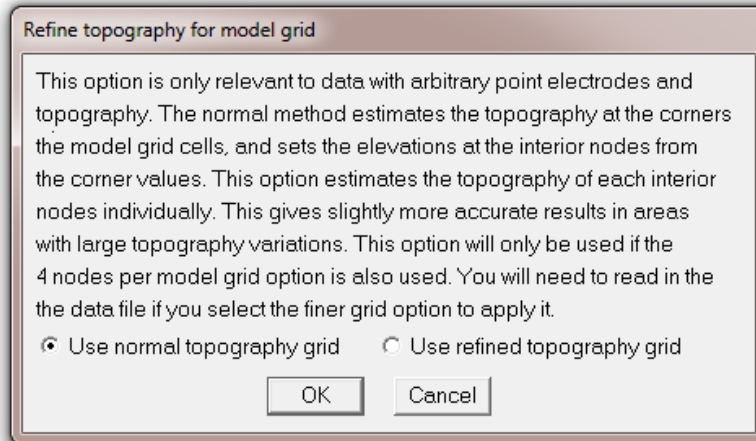 Refine topography for model grid
This option is only relevant to data with arbitrary point electrodes and
topography. The normal method estimates the topography at the corners
the model grid cells, and sets the elevations at the interior nodes from
the corner values. This option estimates the topography of each interior
nodes individually. This gives slightly more accurate results in areas
with large topography variations. This option will only be used if the
4 nodes per model grid option is also used. You will need to read in the
the data file if you select the finer grid option to apply it.
Use normal topography grid Use refined topography grid
OK Cancel